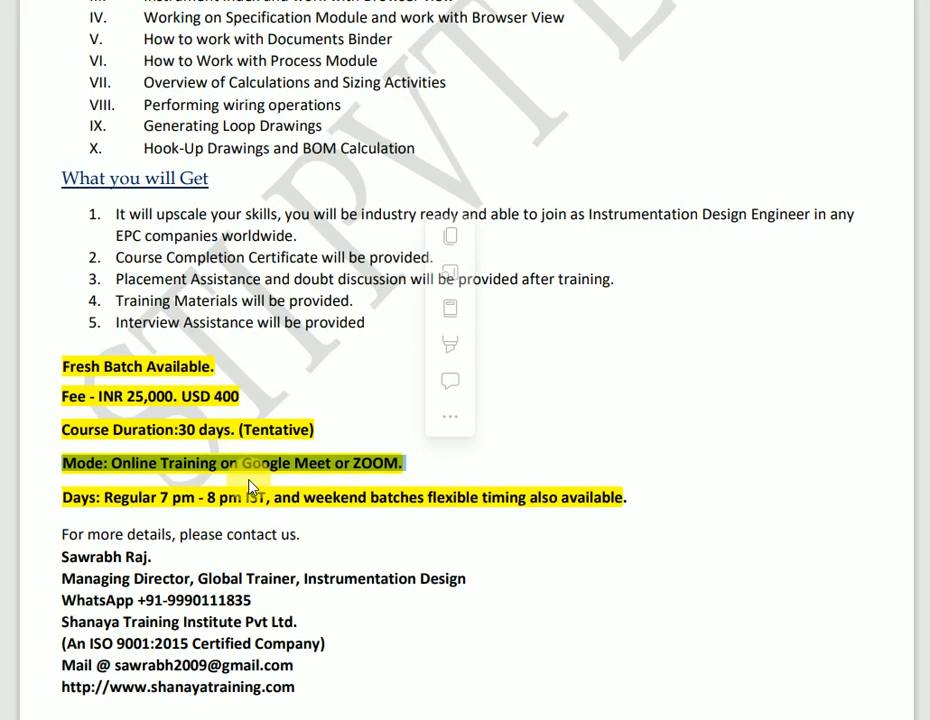 IV. Working on Specification Module and work with Browser View
V. How to work with Documents Binder
VI. How to Work with Process Module
VII. Overview of Calculations and Sizing Activities
VIII. Performing wiring operations
IX. Generating Loop Drawings
X. Hook-Up Drawings and BOM Calculation
What you will Get
1. It will upscale your skills, you will be industry ready and able to join as Instrumentation Design Engineer in any
EPC companies worldwide.
2. Course Completion Certificate will be provided.
3. Placement Assistance and doubt discussion will be provided after training.
4. Training Materials will be provided.
5. Interview Assistance will be provided
Fresh Batch Available.
Fee - INR 25,000. USD 400
Course Duration:30 days. (Tentative)
Mode: Online Training on Google Meet or ZOOM.
Days: Regular 7 pm - 8 pm IST, and weekend batches flexible timing also available.
For more details, please contact us.
Sawrabh Raj.
Managing Director, Global Trainer, Instrumentation Design
WhatsApp +91-9990111835
Shanaya Training Institute Pvt Ltd.
(An ISO 9001:2015 Certified Company)
Mail @ sawrabh2009@gmail.com
http://www.shanayatraining.com
STI PVT